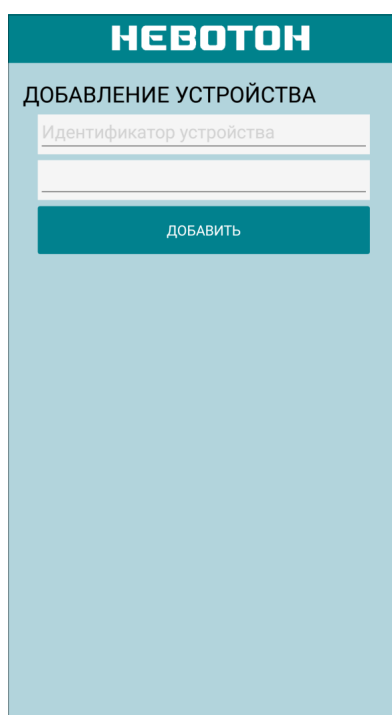 НЕВОТОН
ДОБАВЛЕНИЕ УСТРОЙСТВА
Идентификатор устройства
ДОБАВИТЬ